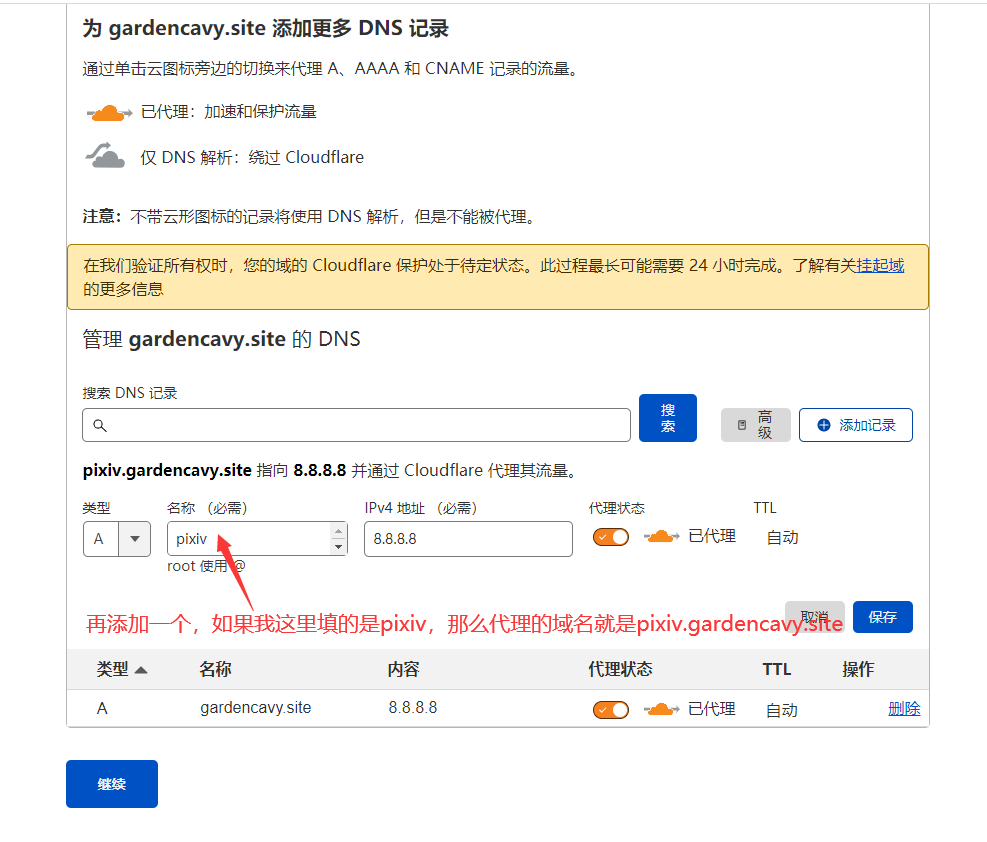 为 gardencavy.site 添加更多 DNS 记录
通过单击云图标旁边的切换来代理 A、AAAA 和 CNAME 记录的流量。
已代理：加速和保护流量
仅 DNS 解析：绕过 Cloudflare
注意：不带云形图标的记录将使用 DNS 解析，但是不能被代理。
在我们验证所有权时，您的域的 Cloudflare 保护处于待定状态。此过程最长可能需要 24 小时完成。了解有关挂起域
的更多信息
管理 gardencavy.site 的 DNS
搜索 DNS 记录
搜
索
高
级
添加记录
pixiv.gardencavy.site 指向 8.8.8.8 并通过 Cloudflare 代理其流量。
类型 名称 （必需） IPv4 地址 （必需） 代理状态 TTL
A pixiv 8.8.8.8 已代理 自动
root 使用 @
取消 保存
再添加一个，如果我这里填的是pixiv，那么代理的域名就是pixiv.gardencavy.site
类型 名称 内容 代理状态 TTL 操作
A gardencavy.site 8.8.8.8 已代理 自动 删除
继续